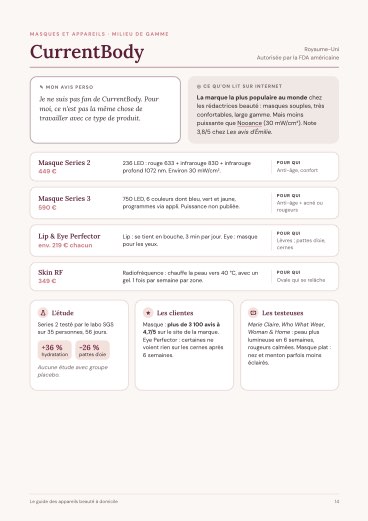 MASQUES ET APPAREILS · MILIEU DE GAMME
CurrentBody
Royaume-Uni
Autorisée par la FDA américaine
✎ MON AVIS PERSO
Je ne suis pas fan de CurrentBody. Pour
moi, ce n'est pas la même chose de
travailler avec ce type de produit.
◎ CE QU'ON LIT SUR INTERNET
La marque la plus populaire au monde chez
les rédactrices beauté : masques souples, très
confortables, large gamme. Mais moins
puissante que Nooance (30 mW/cm²). Note
3,8/5 chez Les avis d'Émilie.
Masque Series 2
449 €
236 LED : rouge 633 + infrarouge 830 + infrarouge
profond 1072 nm. Environ 30 mW/cm².
POUR QUI
Anti-âge, confort
Masque Series 3
590 €
750 LED, 6 couleurs dont bleu, vert et jaune,
programmes via appli. Puissance non publiée.
POUR QUI
Anti-âge + acné ou
rougeurs
Lip & Eye Perfector
env. 219 € chacun
Lip : se tient en bouche, 3 min par jour. Eye : masque
pour les yeux.
POUR QUI
Lèvres ; pattes d'oie,
cernes
Skin RF
349 €
Radiofréquence : chauffe la peau vers 40 °C, avec un
gel. 1 fois par semaine par zone.
POUR QUI
Ovale qui se relâche
L'étude
Series 2 testé par le labo SGS
sur 35 personnes, 56 jours.
+36 %
hydratation
-26 %
pattes d'oie
Aucune étude avec groupe
placebo.
Les clientes
Masque : plus de 3 100 avis à
4,7/5 sur le site de la marque.
Eye Perfector : certaines ne
voient rien sur les cernes après
6 semaines.
Les testeuses
Marie Claire, Who What Wear,
Woman & Home : peau plus
lumineuse en 6 semaines,
rougeurs calmées. Masque plat :
nez et menton parfois moins
éclairés.
Le guide des appareils beauté à domicile
14